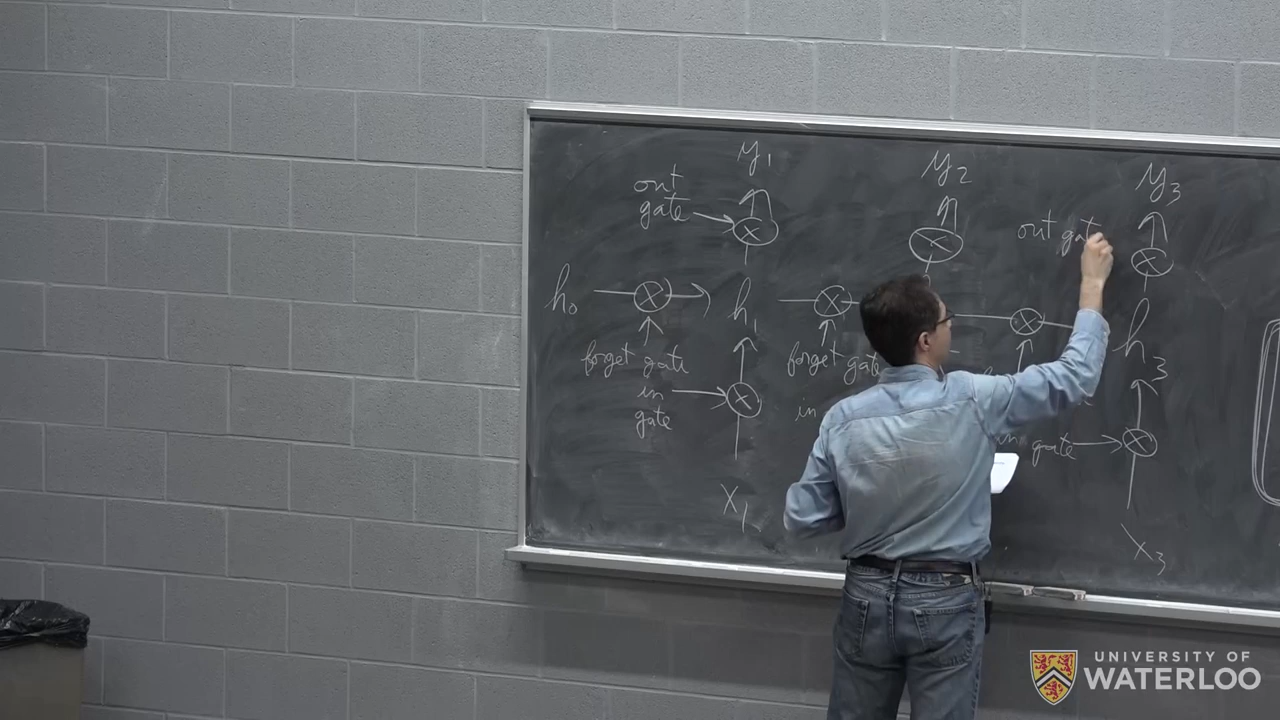 y1 y2 y3
out
gate
out gat
h0 h1
h3
forget gate
forget gate
in
gate
in
in gate
x1
x3
UNIVERSITY OF
WATERLOO